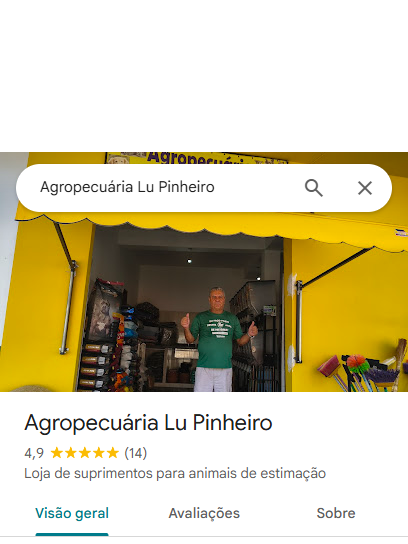 Agropecuária
Agropecuária Lu Pinheiro
Agropecuária Lu Pinheiro
4,9 (14)
Loja de suprimentos para animais de estimação
Visão geral
Avaliações
Sobre